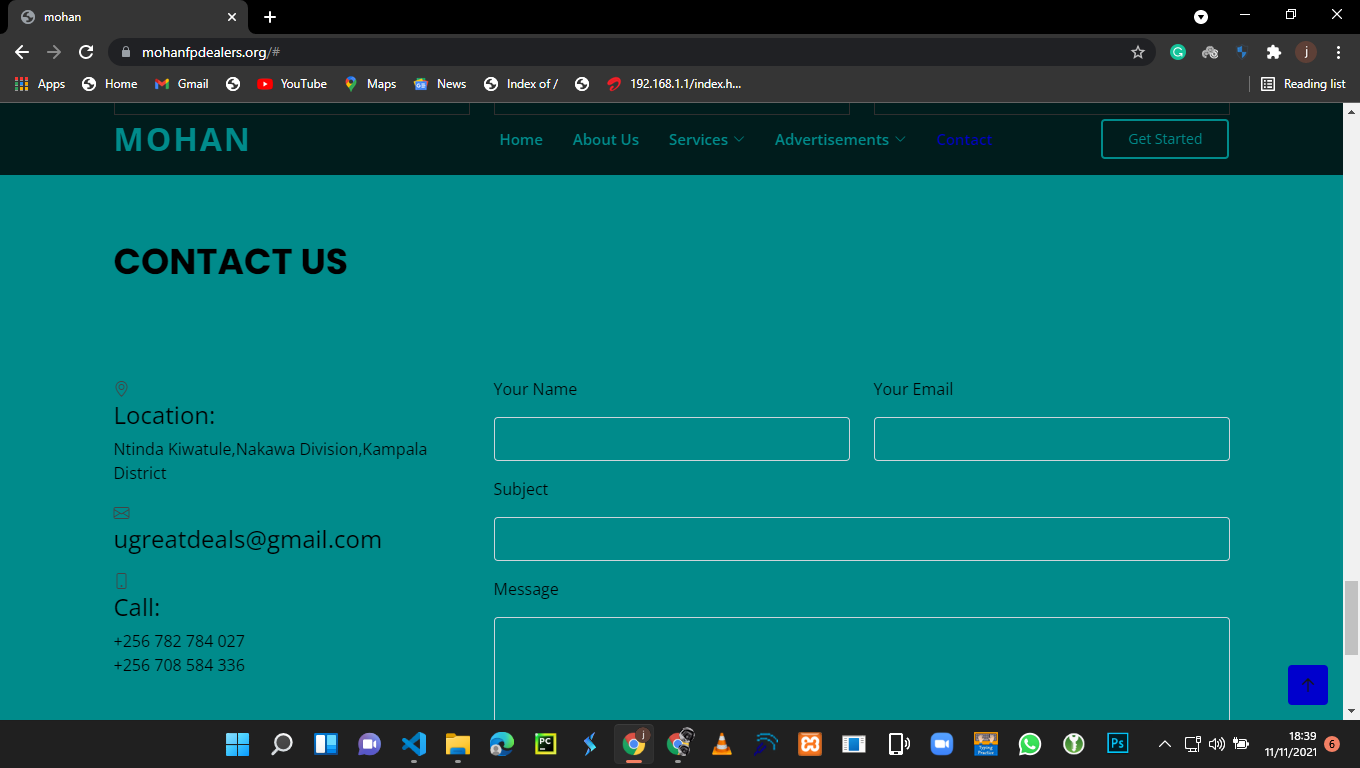 mohan
mohanfpdealers.org/#
Apps Home Gmail YouTube Maps News Index of / 192.168.1.1/index.h... Reading list
MOHAN Home About Us Services Advertisements Contact Get Started
CONTACT US
Location:
Ntinda Kiwatule,Nakawa Division,Kampala
District
ugreatdeals@gmail.com
Call:
+256 782 784 027
+256 708 584 336
Your Name Your Email
Subject
Message
18:39
11/11/2021
6